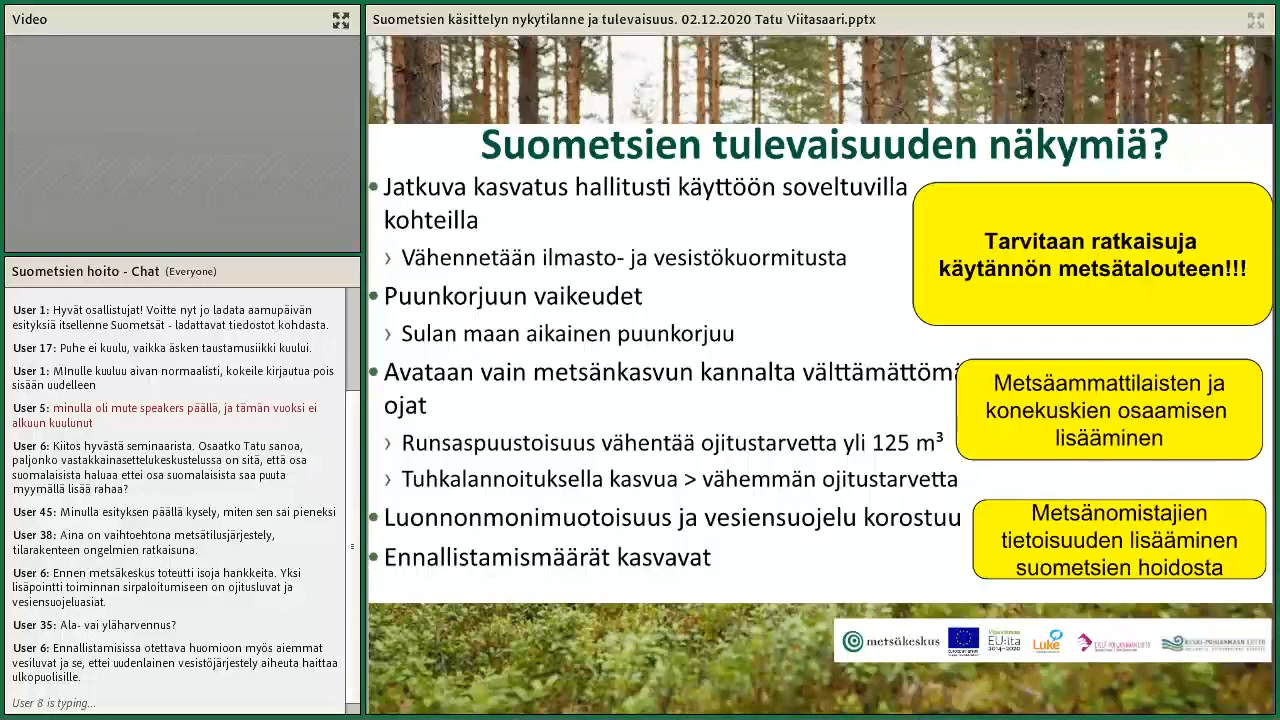 Video
Suometsien käsittelyn nykytilanne ja tulevaisuus. 02.12.2020 Tatu Viitasaari.pptx
Suometsien hoito - Chat (Everyone)
User 1: Hyvät osallistujat! Voitte nyt jo ladata aamupäivän
esityksiä itsellenne Suometsät - ladattavat tiedostot kohdasta.
User 17: Puhe ei kuulu, vaikka äsken taustamusiikki kuului.
User 1: MInulle kuuluu aivan normaalisti, kokeile kirjautua pois
sisään uudelleen
User 5: minulla oli mute speakers päällä, ja tämän vuoksi ei
alkuun kuulunut
User 6: Kiitos hyvästä seminaarista. Osaatko Tatu sanoa,
paljonko vastakkainasettelukeskustelussa on sitä, että osa
suomalaisista haluaa ettei osa suomalaisista saa puuta
myymällä lisää rahaa?
User 45: Minulla esityksen päällä kysely, miten sen sai pieneksi
User 38: Aina on vaihtoehtona metsätilusjärjestely,
tilarakenteen ongelmien ratkaisuna.
User 6: Ennen metsäkeskus toteutti isoja hankkeita. Yksi
lisäpointti toiminnan sirpaloitumiseen on ojitusluvat ja
vesiensuojeluasiat.
User 35: Ala- vai yläharvennus?
User 6: Ennallistamisissa otettava huomioon myös aina ollut
vesiluvat ja se, ettei uudenlainen vesistöjärjestely aiheuta haittaa
ulkopuolisille.
User 8 is typing...
Suometsien tulevaisuuden näkymiä?
Jatkuva kasvatus hallitusti käyttöön soveltuvilla
kohteilla
› Vähennetään ilmasto- ja vesistökuormitusta
Puunkorjuun vaikeudet
› Sulan maan aikainen puunkorjuu
Avataan vain metsänkasvun kannalta välttämättömä
ojat
› Runsaspuustoisuus vähentää ojitustarvetta yli 125 m³
› Tuhkalannoituksella kasvua > vähemmän ojitustarvetta
Luonnonmonimuotoisuus ja vesiensuojelu korostuu
Ennallistamismäärät kasvavat
Tarvitaan ratkaisuja
käytännön metsätalouteen!!!
Metsäammattilaisten ja
konekuskien osaamisen
lisääminen
Metsänomistajien
tietoisuuden lisääminen
suometsien hoidosta
metsäkeskus
EU:lta
2014–2020
Luke